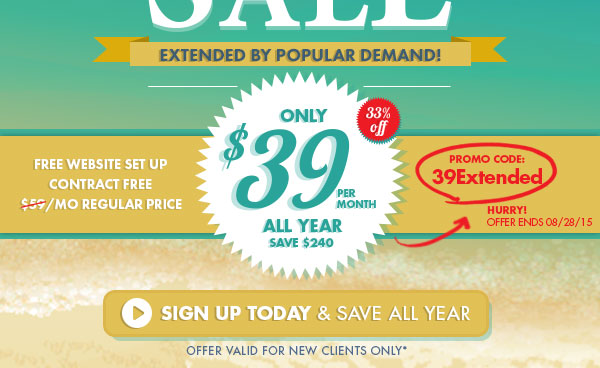 SALE
EXTENDED BY POPULAR DEMAND!
FREE WEBSITE SET UP
CONTRACT FREE
$59/MO REGULAR PRICE
ONLY
$39
PER
MONTH
ALL YEAR
SAVE $240
33%
off
PROMO CODE:
39Extended
HURRY!
OFFER ENDS 08/28/15
SIGN UP TODAY & SAVE ALL YEAR
OFFER VALID FOR NEW CLIENTS ONLY*